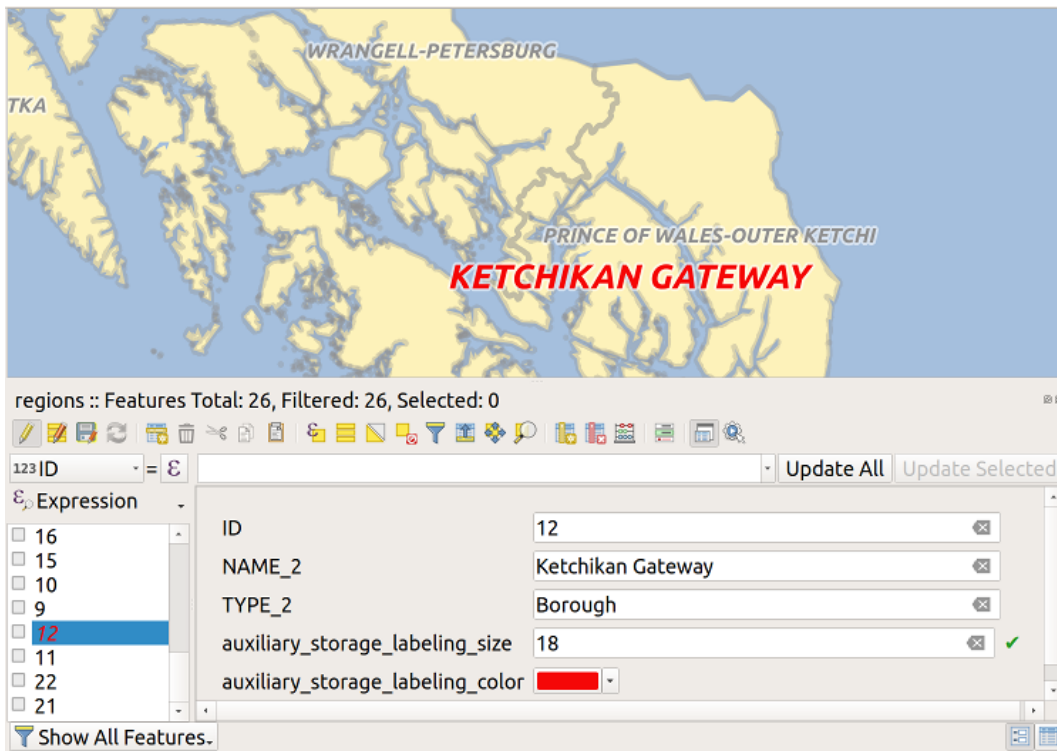 WRANGELL-PETERSBURG
TKA
PRINCE OF WALES-OUTER KETCHI
KETCHIKAN GATEWAY
regions :: Features Total: 26, Filtered: 26, Selected: 0
123 ID = ε Update All Update Selected
Expression
ID 12
NAME_2 Ketchikan Gateway
TYPE_2 Borough
auxiliary_storage_labeling_size 18
auxiliary_storage_labeling_color
16
15
10
9
12
11
22
21
Show All Features